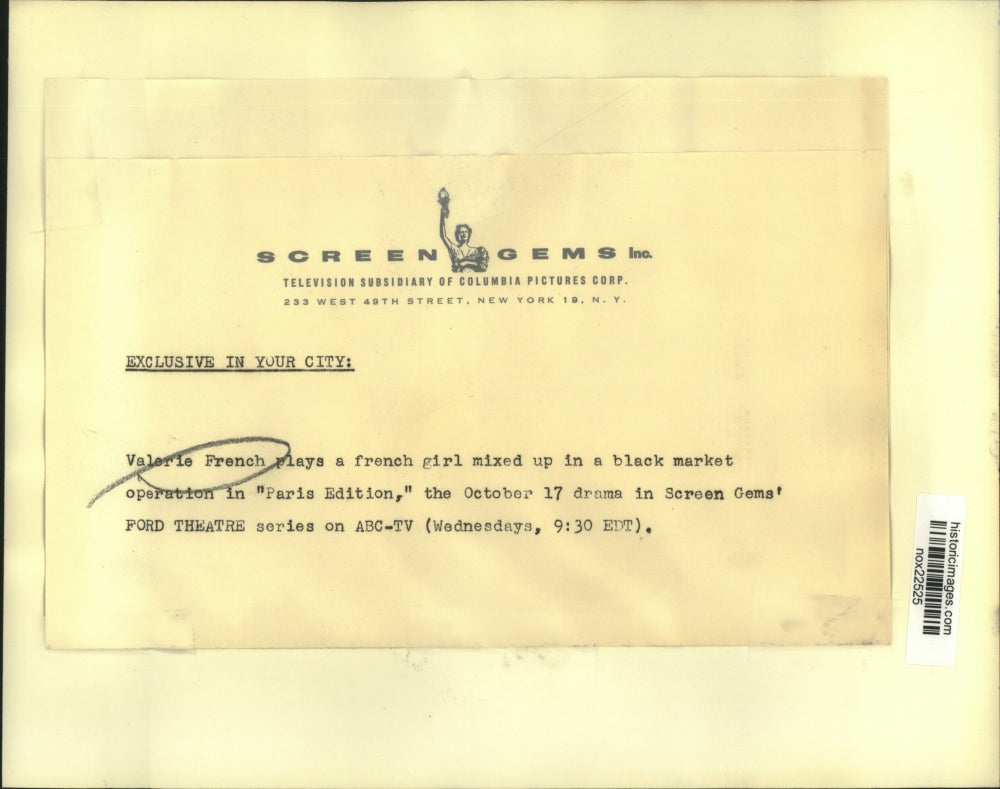 SCREEN GEMS Inc.
TELEVISION SUBSIDIARY OF COLUMBIA PICTURES CORP.
233 WEST 49TH STREET, NEW YORK 19, N. Y.
EXCLUSIVE IN YOUR CITY:
Valerie French plays a french girl mixed up in a black market
operation in "Paris Edition," the October 17 drama in Screen Gems'
FORD THEATRE series on ABC-TV (Wednesdays, 9:30 EDT).
historicimages.com
nox22525